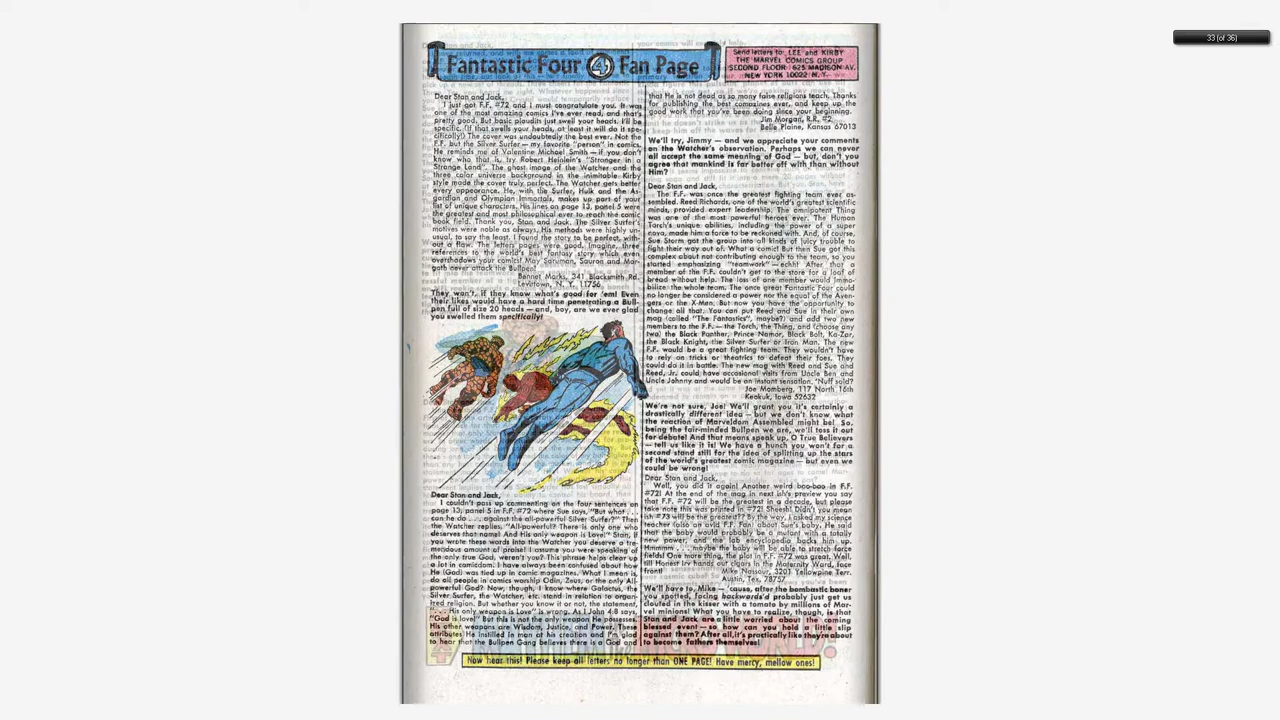 33 (of 36)
Fantastic Four 4 Fan Page
Send letters to: LEE and KIRBY
THE MARVEL COMICS GROUP
SECOND FLOOR 625 MADISON AV.
NEW YORK 10022 N.Y.
Dear Stan and Jack,
I just got F.F. #72 and I must congratulate you. It was
one of the most amazing comics I've ever read, and that's
pretty good. But basic plaudits just swell your heads. I'll be
specific. (If that swells your heads, at least it will do it spe-
cifically!) The cover was undoubtedly the best ever. Not the
F.F. but the Silver Surfer — my favorite "person" in comics.
He reminds me of Valentine Michael Smith — if you don't
know who that is, try Robert Heinlein's "Stronger in a
Strange Land". The ghost image of the Watcher and the
three color universe background in the inimitable Kirby
style made the cover truly perfect. The Watcher gets better
every appearance. He, with the Surfer, Hulk and the As-
gardian and Olympian Immortals, makes up part of your
list of unique characters. His lines on page 13, panel 5 were
the greatest and most philosophical ever to reach the comic
book field. Thank you, Stan and Jack. The Silver Surfer's
motives were noble as always. His methods were highly un-
usual, to say the least. I found the story to be perfect, with-
out a flaw. The letters pages were good. Imagine, three
references to the world's best fantasy story which even
overshadows your comics! May Saruman, Sauron and Mor-
goth never attack the Bullpen!
Bennet Marks, 341 Blacksmith Rd.
Levittown, N. Y. 11756
They won't, if they know what's good for 'em! Even
their likes would have a hard time penetrating a Bull-
pen full of size 20 heads — and, boy, are we ever glad
you swelled them specifically!
Dear Stan and Jack,
I couldn't pass up commenting on the four sentences on
page 13, panel 5 in F.F. #72 where Sue says, "But what . . .
can he do . . . against the all-powerful Silver Surfer?" Then
the Watcher replies, "All-powerful? There is only one who
deserves that name! And His only weapon is Love!" Stan, if
you wrote these words into the Watcher you deserve a tre-
mendous amount of praise! I assume you were speaking of
the only true God, weren't you? This phrase helps clear up
a lot in comicdom. I have always been confused about how
He (God) was tied up in comic magazines. What I mean is
do all people in comics worship Odin, Zeus, or the only All-
powerful God? Now, though, I know where Galactus, the
Silver Surfer, the Watcher, etc. stand in relation to organ-
ized religion. But whether you know it or not, the statement,
". . . His only weapon is Love" is wrong. As I John 4:8 says,
"God is love!" But this is not the only weapon He possesses.
His other weapons are Wisdom, Justice, and Power. These
attributes He instilled in man at his creation and I'm glad
to hear that the Bullpen Gang believes there is a God and
that He is not dead as so many false religions teach. Thanks
for publishing the best comazines ever, and keep up the
good work that you've been doing since your beginning.
Jim Morgan, R.R. #2
Belle Plaine, Kansas 67013
We'll try, Jimmy — and we appreciate your comments
on the Watcher's observation. Perhaps we can never
all accept the same meaning of God — but, don't you
agree that mankind is far better off with than without
Him?
Dear Stan and Jack,
The F.F. was once the greatest fighting team ever as-
sembled. Reed Richards, one of the world's greatest scientific
minds, provided expert leadership. The omnipotent Thing
was one of the most powerful heroes ever. The Human
Torch's unique abilities, including the power of a super
nova, made him a force to be reckoned with. And, of course,
Sue Storm got the group into all kinds of juicy trouble to
fight their way out of. What a comic! But then Sue got this
complex about not contributing enough to the team, so you
started emphasizing "teamwork" — echh! After that a
member of the F.F. couldn't get to the store for a loaf of
bread without help. The loss of one member would immo-
bilize the whole team. The once great Fantastic Four could
no longer be considered a power nor the equal of the Aven-
gers or the X-Men. But now you have the opportunity to
change all that. You can put Reed and Sue in their own
mag (called "The Fantastics", maybe?) and add two new
members to the F.F. — the Torch, the Thing, and (choose any
two) the Black Panther, Prince Namor, Black Bolt, Ka-Zar,
the Black Knight, the Silver Surfer or Iron Man. The new
F.F. would be a great fighting team. They wouldn't have
to rely on tricks or theatrics to defeat their foes. They
could do it in battle. The new mag with Reed and Sue and
Reed, Jr. could have occasional visits from Uncle Ben and
Uncle Johnny and would be an instant sensation. 'Nuff said?
Joe Momberg, 117 North 16th
Keokuk, Iowa 52632
We're not sure, Joe! We'll grant you it's certainly a
drastically different idea — but we don't know what
the reaction of Marveldom Assembled might be! So,
being the fair-minded Bullpen we are, we'll toss it out
for debate! And that means speak up, O True Believers
— tell us like it is! We have a hunch you won't for a
second stand still for the idea of splitting up the stars
of the world's greatest comic magazine — but even we
could be wrong!
Dear Stan and Jack,
Well, you did it again! Another weird boo-boo in F.F.
#72! At the end of the mag in next ish's preview you say
that F.F. #72 will be the greatest in a decade, but please
take note this was printed in #72! Sheesh! Didn't you mean
ish #73 will be the greatest?? By the way, I asked my science
teacher (also an avid F.F. Fan) about Sue's baby. He said
that the baby would probably be a mutant with a totally
new power, and the lab encyclopedia backs him up.
Hmmmm . . . maybe the baby will be able to stretch force
fields! One more thing, the plot in F.F. #72 was great. Well,
till Honest Irv hands our cigars in the Maternity Ward, face
front!
Mike Nasour, 3201 Yellowpine Terr.
Austin, Tex. 78757
We'll have to, Mike — 'cause, after the bombastic boner
you spotted, facing backwards'd probably just get us
clouted in the kisser with a tomato by millions of Mar-
vel minions! What you have to realize, though, is that
Stan and Jack are a little worried about the coming
blessed event — so how can you hold a little slip
against them? After all, it's practically like they're about
to become fathers themselves!
Now hear this! Please keep all letters no longer than ONE PAGE! Have mercy, mellow ones!